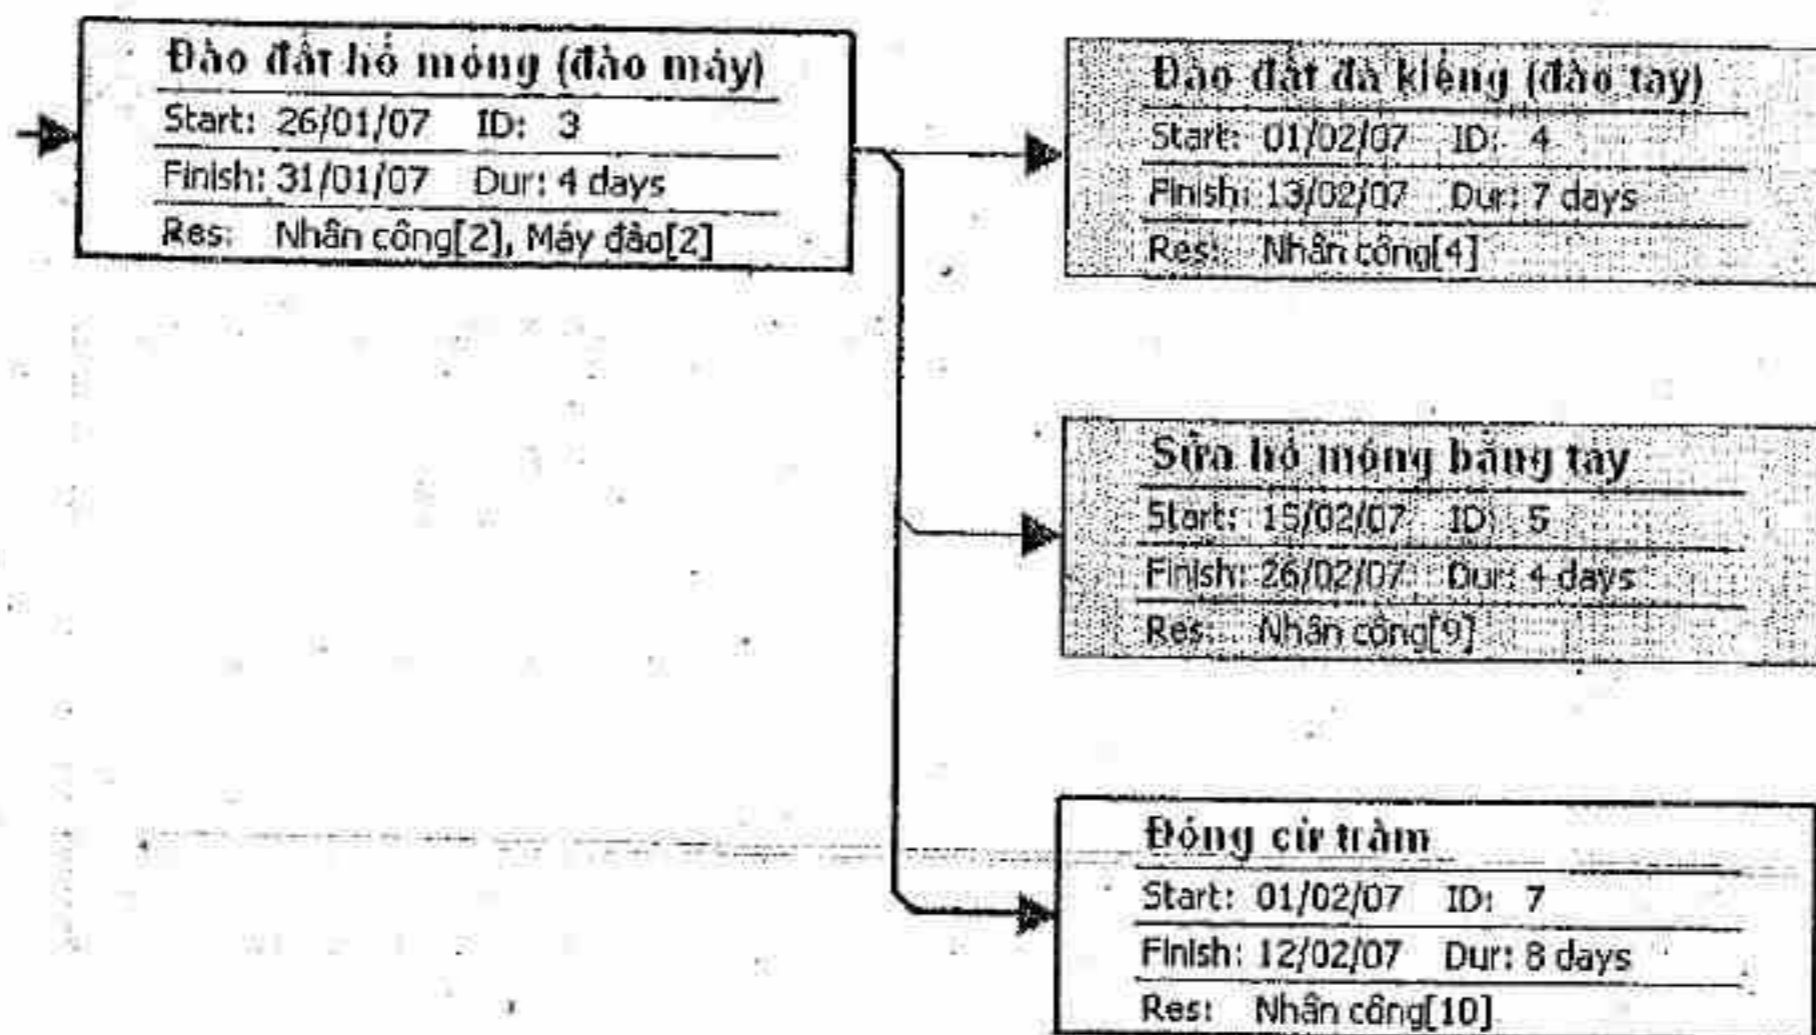 Đào đất hố móng (đào máy)
Start: 26/01/07 ID: 3
Finish: 31/01/07 Dur: 4 days
Res: Nhân công[2], Máy đào[2]
Đào đất đà kiềng (đào tay)
Start: 01/02/07 ID: 4
Finish: 13/02/07 Dur: 7 days
Res: Nhân công[4]
Sửa hố móng bằng tay
Start: 15/02/07 ID: 5
Finish: 26/02/07 Dur: 4 days
Res: Nhân công[9]
Đóng cừ tràm
Start: 01/02/07 ID: 7
Finish: 12/02/07 Dur: 8 days
Res: Nhân công[10]